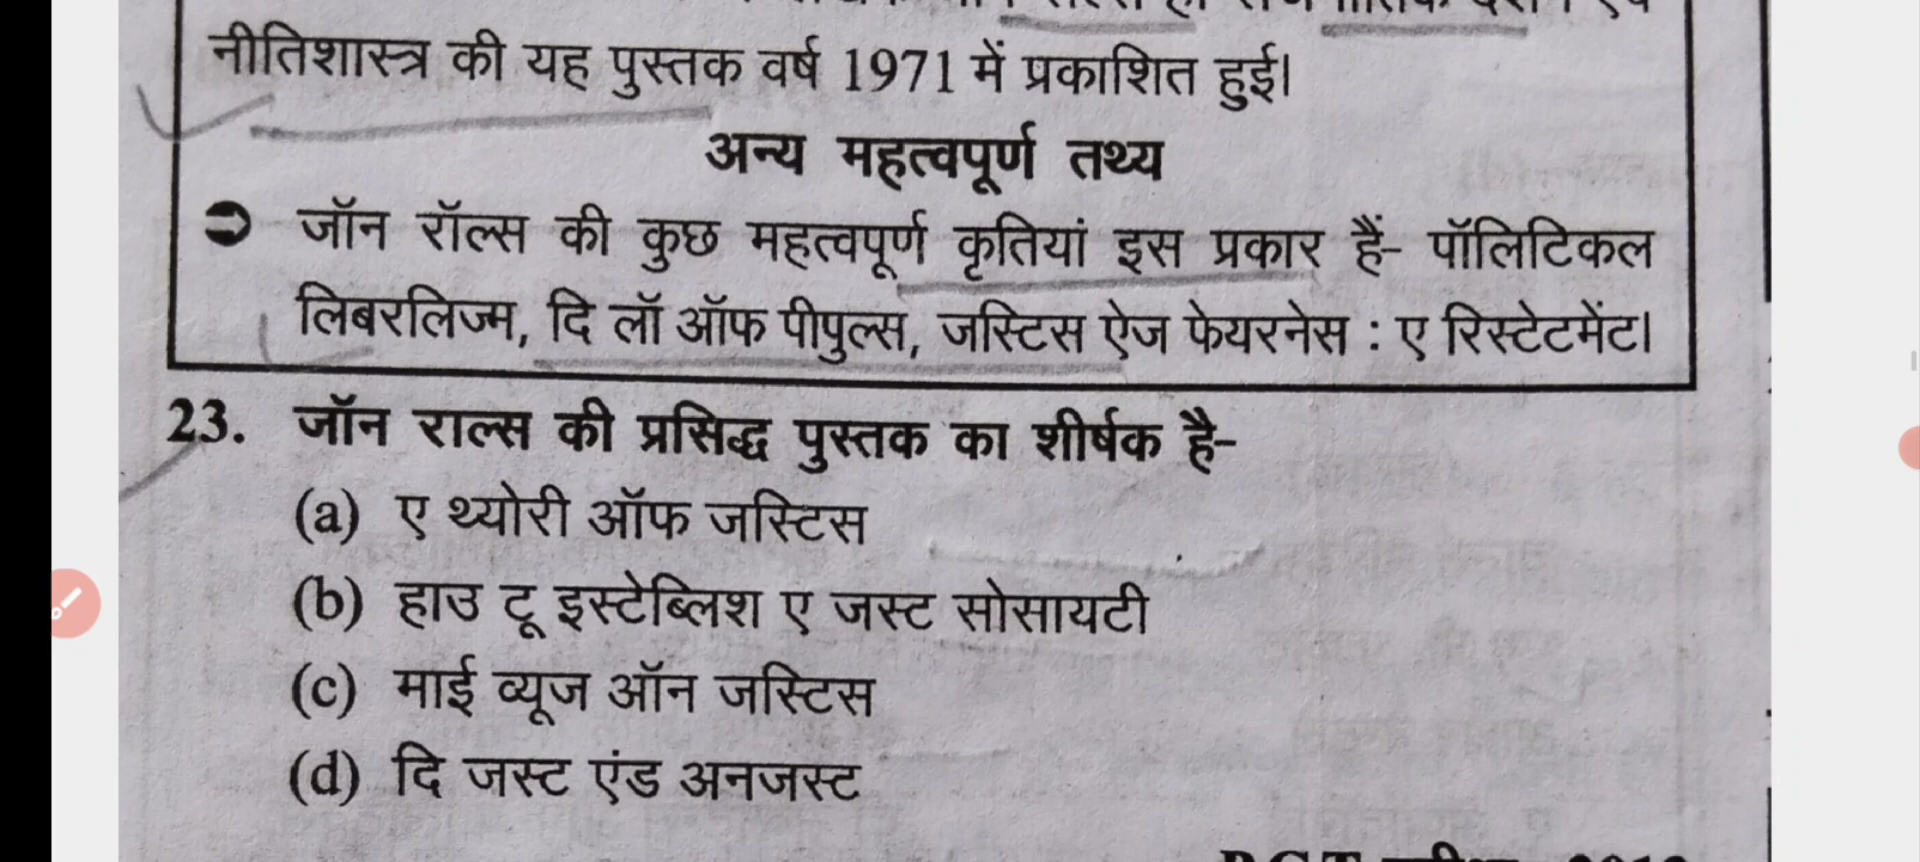 नीतिशास्त्र की यह पुस्तक वर्ष 1971 में प्रकाशित हुई।
अन्य महत्वपूर्ण तथ्य
➲ जॉन रॉल्स की कुछ महत्वपूर्ण कृतियां इस प्रकार हैं- पॉलिटिकल
लिबरलिज्म, दि लॉ ऑफ पीपुल्स, जस्टिस ऐज फेयरनेस : ए रिस्टेटमेंट।
23. जॉन राल्स की प्रसिद्ध पुस्तक का शीर्षक है-
(a) ए थ्योरी ऑफ जस्टिस
(b) हाउ टू इस्टेब्लिश ए जस्ट सोसायटी
(c) माई व्यूज ऑन जस्टिस
(d) दि जस्ट एंड अनजस्ट